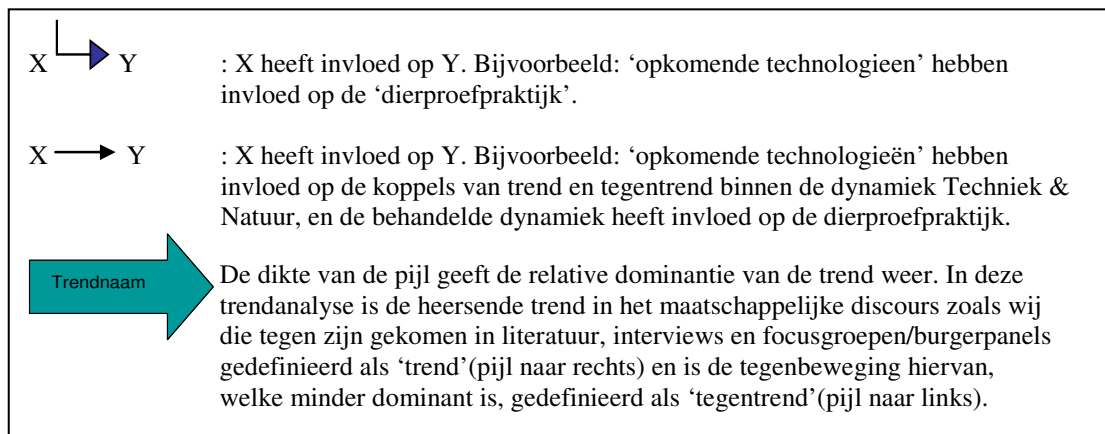 X Y : X heeft invloed op Y. Bijvoorbeeld: ‘opkomende technologieen’ hebben
invloed op de ‘dierproefpraktijk’.
X Y : X heeft invloed op Y. Bijvoorbeeld: ‘opkomende technologieën’ hebben
invloed op de koppels van trend en tegentrend binnen de dynamiek Techniek &
Natuur, en de behandelde dynamiek heeft invloed op de dierproefpraktijk.
Trendnaam
De dikte van de pijl geeft de relative dominantie van de trend weer. In deze
trendanalyse is de heersende trend in het maatschappelijke discours zoals wij
die tegen zijn gekomen in literatuur, interviews en focusgroepen/burgerpanels
gedefinieerd als ‘trend’(pijl naar rechts) en is de tegenbeweging hiervan,
welke minder dominant is, gedefinieerd als ‘tegentrend’(pijl naar links).